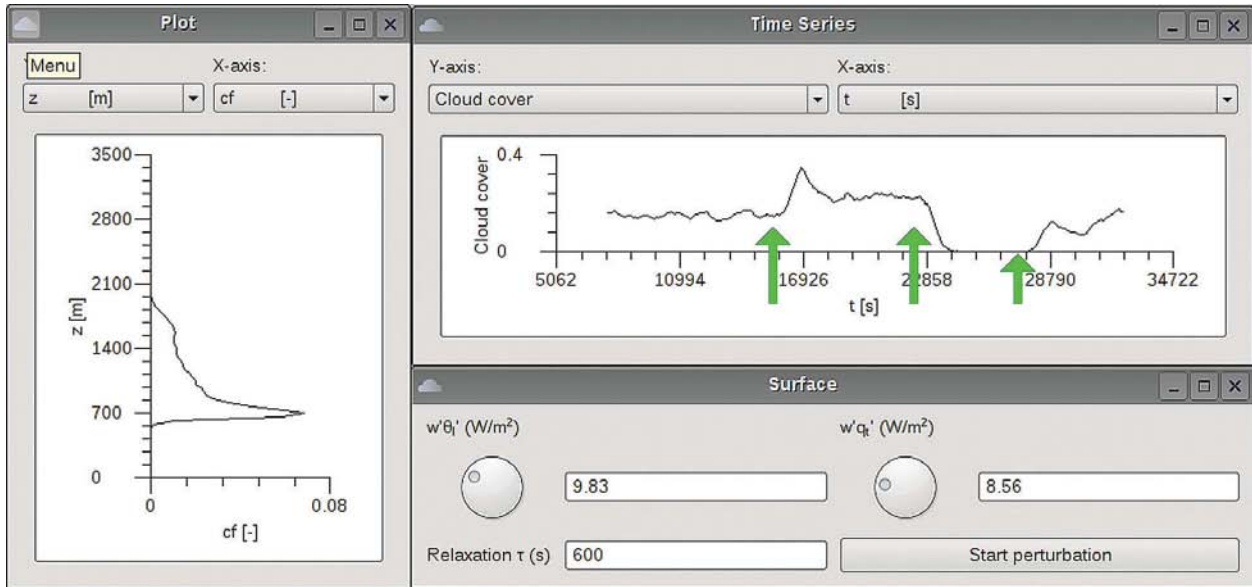 Plot
Menu
X-axis:
z [m]
cf [-]
3500
2800
2100
1400
700
0
z [m]
0
0.08
cf [-]
Time Series
Y-axis:
X-axis:
Cloud cover
t [s]
0.4
0
Cloud cover
5062
10994
16926
22858
28790
34722
t [s]
Surface
w'θl' (W/m²)
w'qt' (W/m²)
9.83
8.56
Relaxation τ (s)
600
Start perturbation